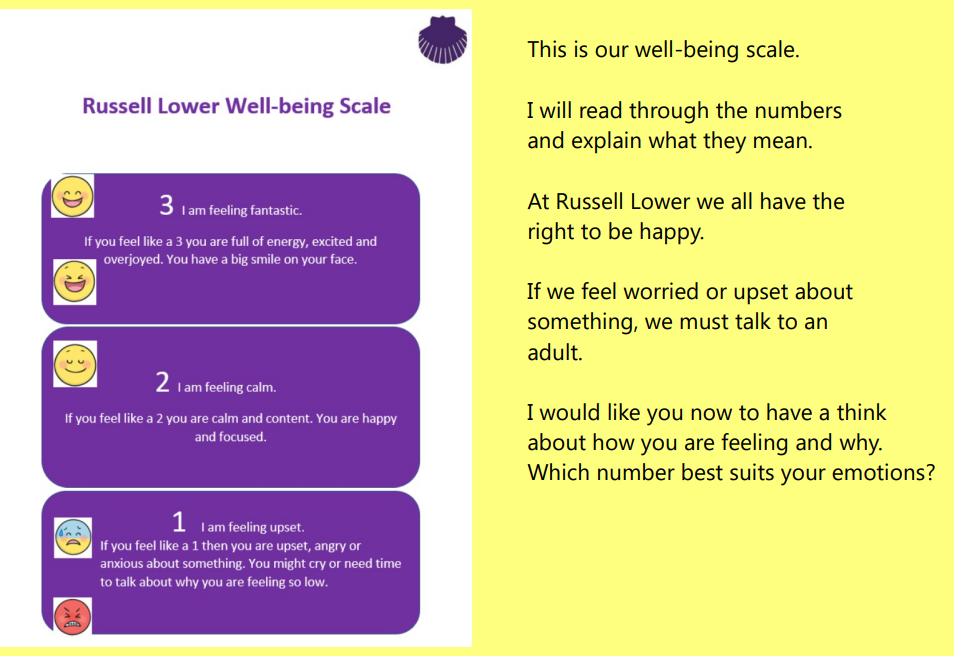 Russell Lower Well-being Scale
3 I am feeling fantastic.
If you feel like a 3 you are full of energy, excited and
overjoyed. You have a big smile on your face.
2 I am feeling calm.
If you feel like a 2 you are calm and content. You are happy
and focused.
1 I am feeling upset.
If you feel like a 1 then you are upset, angry or
anxious about something. You might cry or need time
to talk about why you are feeling so low.
This is our well-being scale.
I will read through the numbers
and explain what they mean.
At Russell Lower we all have the
right to be happy.
If we feel worried or upset about
something, we must talk to an
adult.
I would like you now to have a think
about how you are feeling and why.
Which number best suits your emotions?